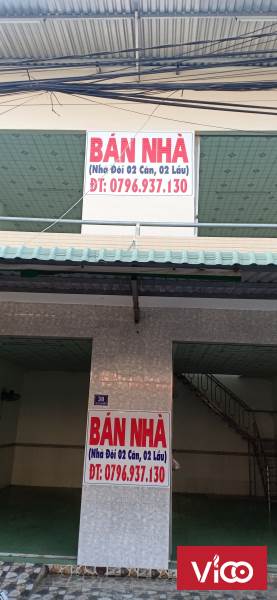 BÁN NHÀ
(Nhà Đôi 02 Căn, 02 Lầu)
ĐT: 0796.937.130
30
BÁN NHÀ
(Nhà Đôi 02 Căn, 02 Lầu)
ĐT: 0796.937.130
ViCO